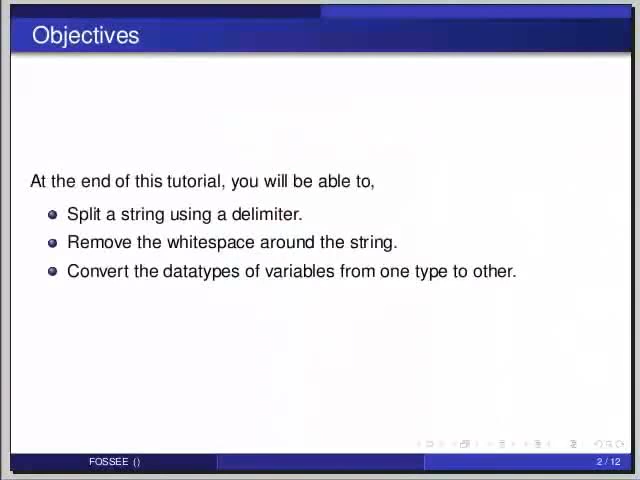 Objectives
At the end of this tutorial, you will be able to,
Split a string using a delimiter.
Remove the whitespace around the string.
Convert the datatypes of variables from one type to other.
FOSSEE ()
2 / 12